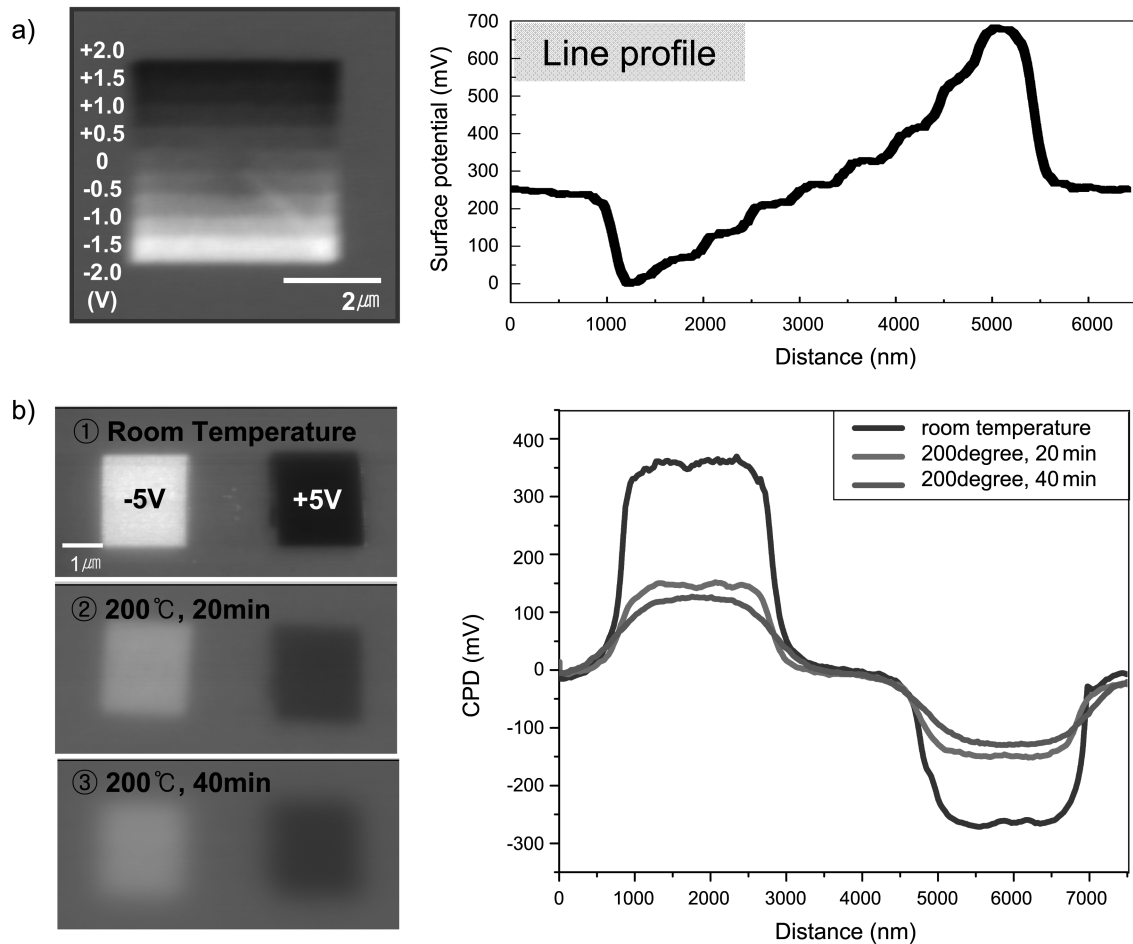 a)
+2.0
+1.5
+1.0
+0.5
0
-0.5
-1.0
-1.5
-2.0
(V)
2㎛
Line profile
Surface potential (mV)
700
600
500
400
300
200
100
0
0 1000 2000 3000 4000 5000 6000
Distance (nm)
b)
① Room Temperature
-5V +5V
1㎛
② 200℃, 20min
③ 200℃, 40min
room temperature
200degree, 20 min
200degree, 40 min
CPD (mV)
400
300
200
100
0
-100
-200
-300
0 1000 2000 3000 4000 5000 6000 7000
Distance (nm)